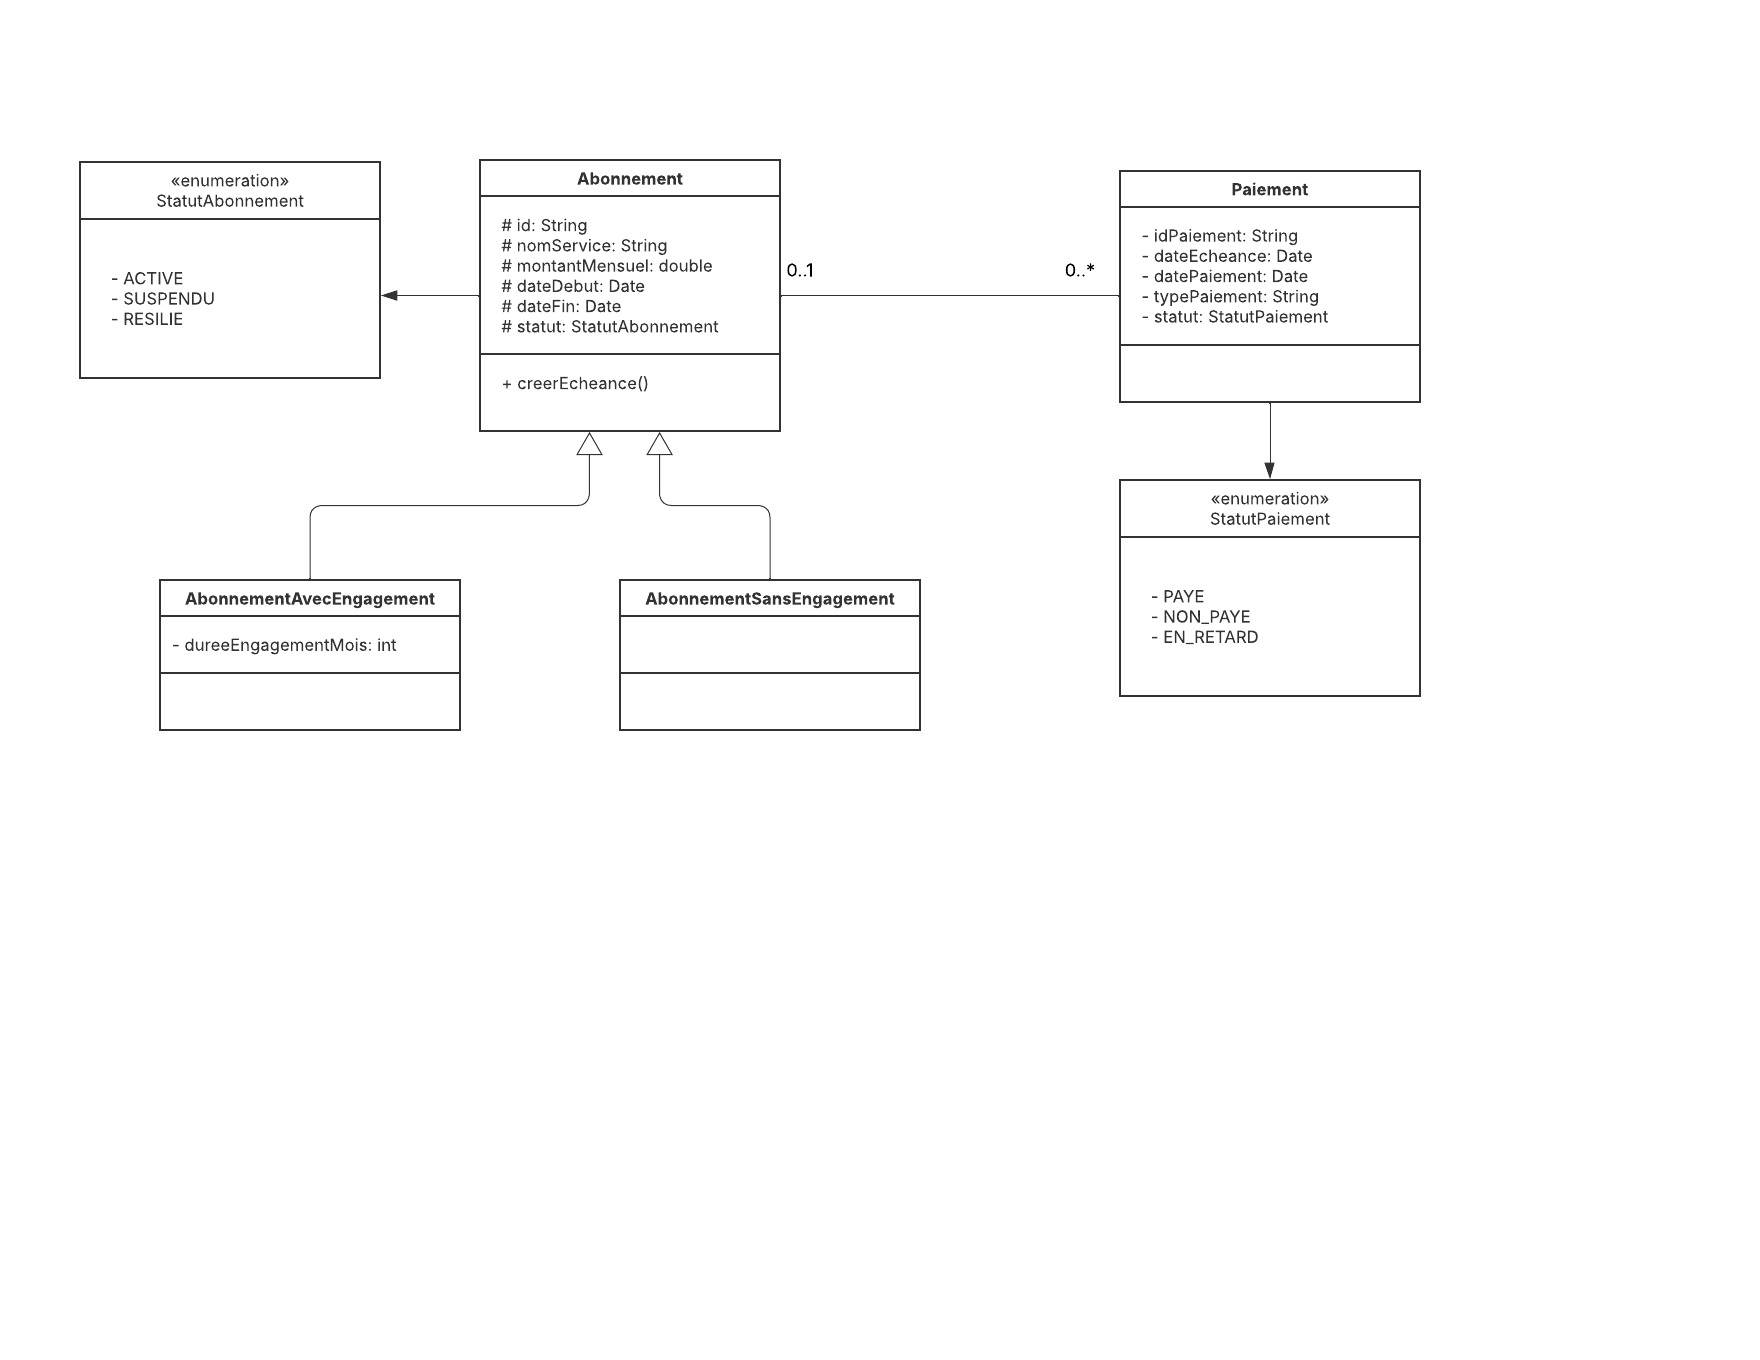 «enumeration»
StatutAbonnement
- ACTIVE
- SUSPENDU
- RESILIE
Abonnement
# id: String
# nomService: String
# montantMensuel: double
# dateDebut: Date
# dateFin: Date
# statut: StatutAbonnement
+ creerEcheance()
0..1
0..*
Paiement
- idPaiement: String
- dateEcheance: Date
- datePaiement: Date
- typePaiement: String
- statut: StatutPaiement
«enumeration»
StatutPaiement
- PAYE
- NON_PAYE
- EN_RETARD
AbonnementAvecEngagement
- dureeEngagementMois: int
AbonnementSansEngagement